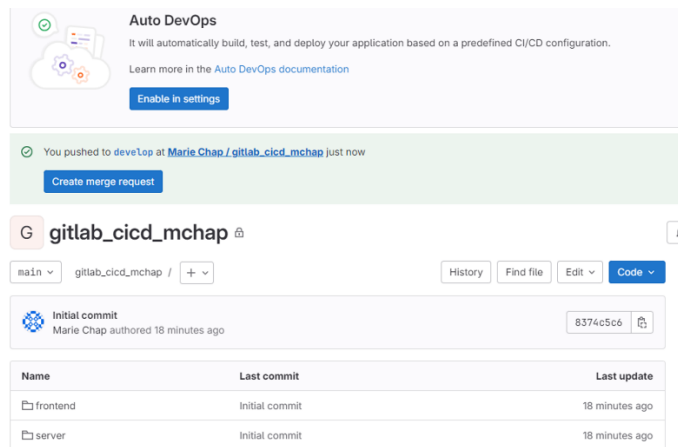 Auto DevOps
It will automatically build, test, and deploy your application based on a predefined CI/CD configuration.
Learn more in the Auto DevOps documentation
Enable in settings
You pushed to develop at Marie Chap / gitlab_cicd_mchap just now
Create merge request
G gitlab_cicd_mchap
main gitlab_cicd_mchap / + History Find file Edit Code
Initial commit
Marie Chap authored 18 minutes ago 8374c5c6
Name Last commit Last update
frontend Initial commit 18 minutes ago
server Initial commit 18 minutes ago